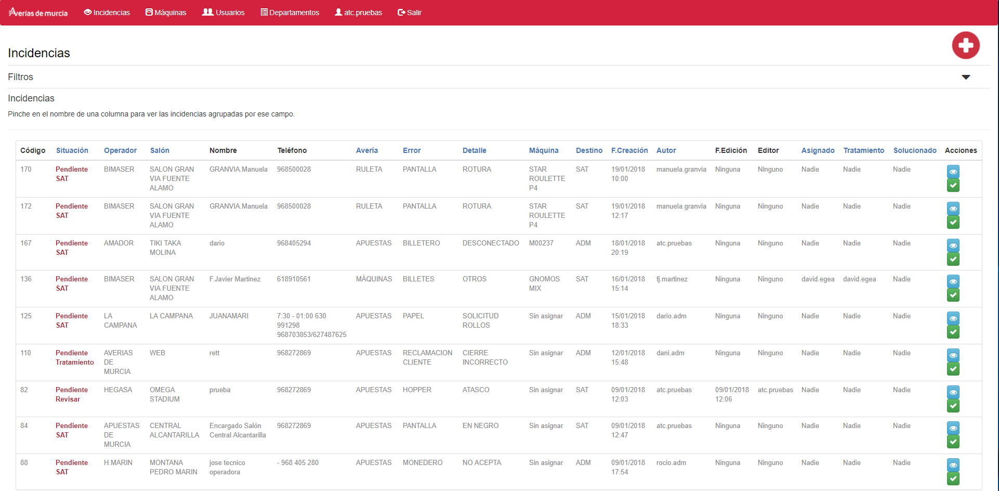 Averías de murcia Incidencias Máquinas Usuarios Departamentos atc.pruebas Salir
Incidencias
Filtros
Incidencias
Pinche en el nombre de una columna para ver las incidencias agrupadas por ese campo.
Código Situación Operador Salón Nombre Teléfono Avería Error Detalle Máquina Destino F.Creación Autor F.Edición Editor Asignado Tratamiento Solucionado Acciones
170 Pendiente BIMASER SALON GRAN GRANVIA.Manuela 968500028 RULETA PANTALLA ROTURA STAR SAT 19/01/2018 manuela.granvia Ninguna Ninguno Nadie Nadie Nadie
SAT VIA FUENTE ROULETTE 10:00
ALAMO P4
172 Pendiente BIMASER SALON GRAN GRANVIA.Manuela 968500028 RULETA PANTALLA ROTURA STAR SAT 19/01/2018 manuela.granvia Ninguna Ninguno Nadie Nadie Nadie
SAT VIA FUENTE ROULETTE 12:17
ALAMO P4
167 Pendiente AMADOR TIKI TAKA dario 968405294 APUESTAS BILLETERO DESCONECTADO M00237 ADM 18/01/2018 atc.pruebas Ninguna Ninguno Nadie Nadie Nadie
SAT MOLINA 20:19
136 Pendiente BIMASER SALON GRAN F.Javier Martinez 618910561 MÁQUINAS BILLETES OTROS GNOMOS SAT 16/01/2018 fj.martinez Ninguna Ninguno david.egea david.egea Nadie
SAT VIA FUENTE MIX 15:14
ALAMO
125 Pendiente LA LA CAMPANA JUANAMARI 7:30 - 01:00 630 APUESTAS PAPEL SOLICITUD Sin asignar ADM 15/01/2018 dario.adm Ninguna Ninguno Nadie Nadie Nadie
SAT CAMPANA 991298 ROLLOS 18:33
968703853/627487625
110 Pendiente AVERIAS WEB rett 968272869 APUESTAS RECLAMACION CIERRE Sin asignar ADM 12/01/2018 dani.adm Ninguna Ninguno Nadie Nadie Nadie
Tratamiento DE CLIENTE INCORRECTO 15:48
MURCIA
82 Pendiente HEGASA OMEGA prueba 968272869 APUESTAS HOPPER ATASCO Sin asignar SAT 09/01/2018 atc.pruebas 09/01/2018 atc.pruebas Nadie Nadie Nadie
Revisar STADIUM 12:03 12:06
84 Pendiente APUESTAS CENTRAL Encargado Salón 968272869 APUESTAS PANTALLA EN NEGRO Sin asignar SAT 09/01/2018 atc.pruebas Ninguna Ninguno Nadie Nadie Nadie
SAT DE ALCANTARILLA Central Alcantarilla 12:47
MURCIA
88 Pendiente H.MARIN MONTANA jose tecnico - 968 405 280 APUESTAS MONEDERO NO ACEPTA Sin asignar ADM 09/01/2018 rocio.adm Ninguna Ninguno Nadie Nadie Nadie
SAT PEDRO MARIN operadora 17:54